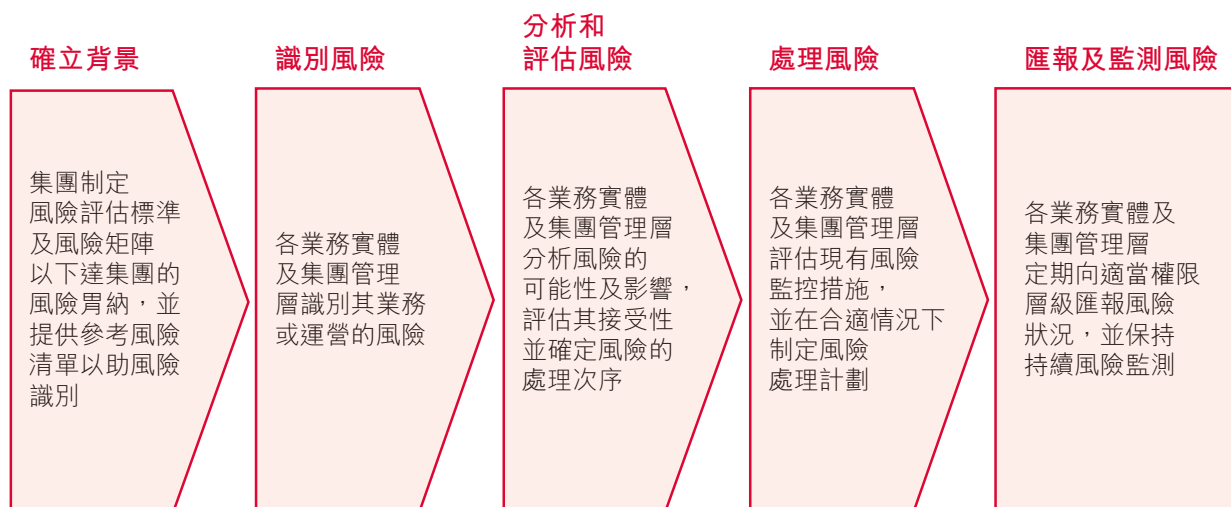 確立背景
集團制定
風險評估標準
及風險矩陣
以下達集團的
風險胃納，並
提供參考風險
清單以助風險
識別
識別風險
各業務實體
及集團管理
層識別其業務
或運營的風險
分析和
評估風險
各業務實體
及集團管理層
分析風險的
可能性及影響，
評估其接受性
並確定風險的
處理次序
處理風險
各業務實體
及集團管理層
評估現有風險
監控措施，
並在合適情況下
制定風險
處理計劃
匯報及監測風險
各業務實體及
集團管理層
定期向適當權限
層級匯報風險
狀況，並保持
持續風險監測